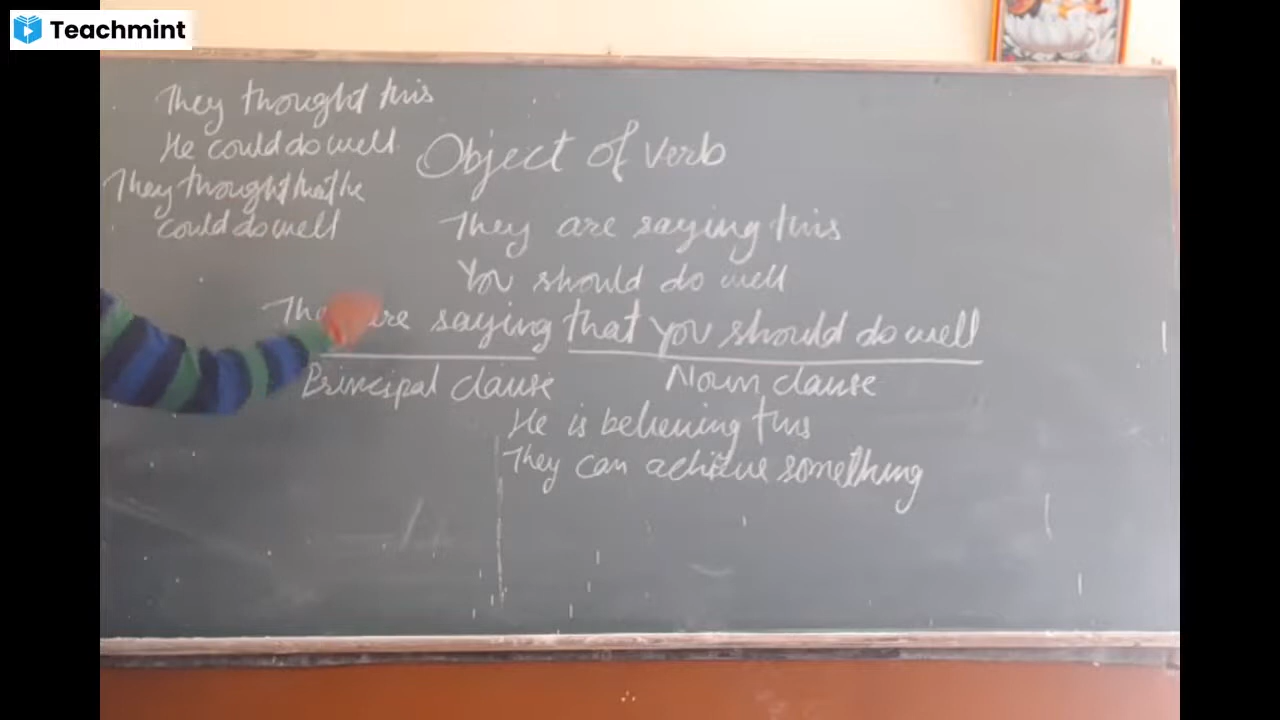 Teachmint
They thought this
He could do well.
They thought that he
could do well
Object of verb
They are saying this
You should do well
are saying that you should do well
Principal clause
Noun clause
He is believing this
They can achieve something